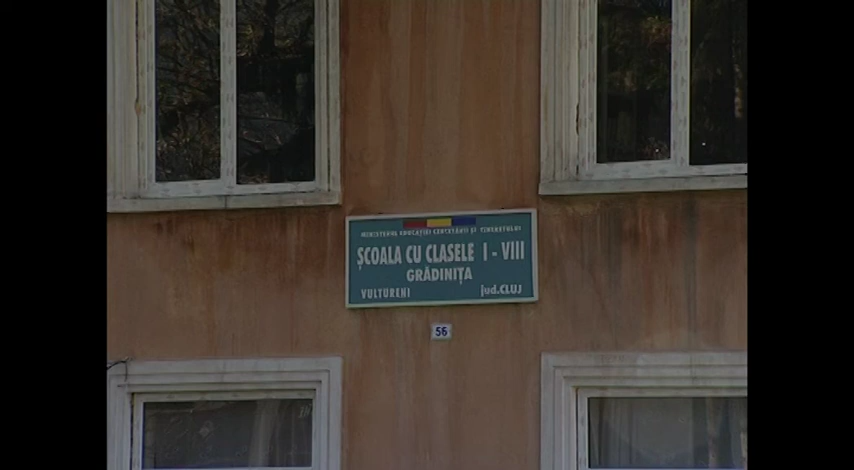 MINISTERUL EDUCAȚIEI CERCETĂRII ȘI TINERETULUI
ȘCOALA CU CLASELE I - VIII
GRĂDINIȚA
VULTURENI jud.CLUJ
56